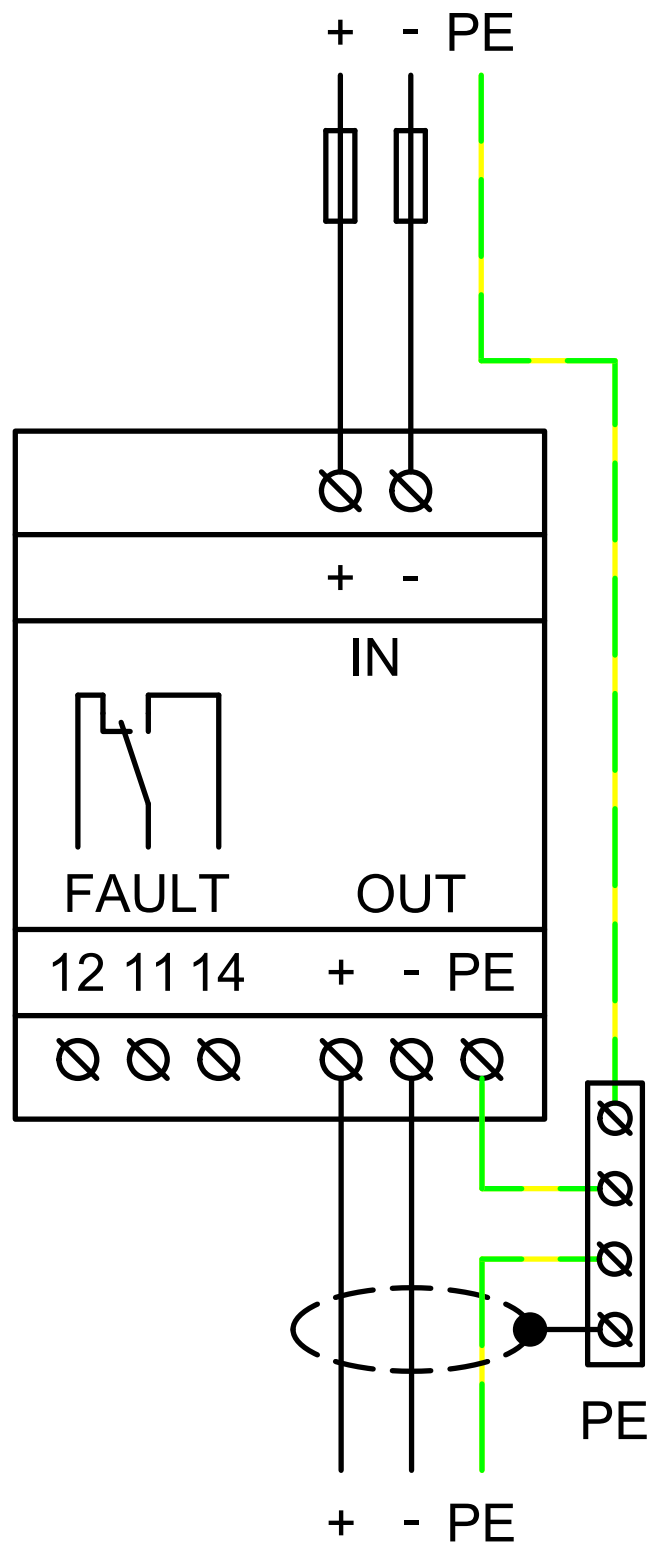 + - PE
+ -
IN
FAULT OUT
12 11 14 + - PE
PE
+ - PE